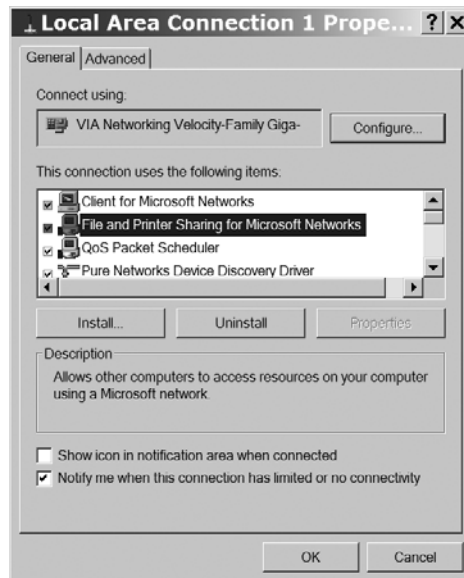 Local Area Connection 1 Prope... ? X
General Advanced
Connect using:
VIA Networking Velocity-Family Giga-
Configure...
This connection uses the following items:
Client for Microsoft Networks
File and Printer Sharing for Microsoft Networks
QoS Packet Scheduler
Pure Networks Device Discovery Driver
Install... Uninstall Properties
Description
Allows other computers to access resources on your computer
using a Microsoft network.
Show icon in notification area when connected
Notify me when this connection has limited or no connectivity
OK Cancel